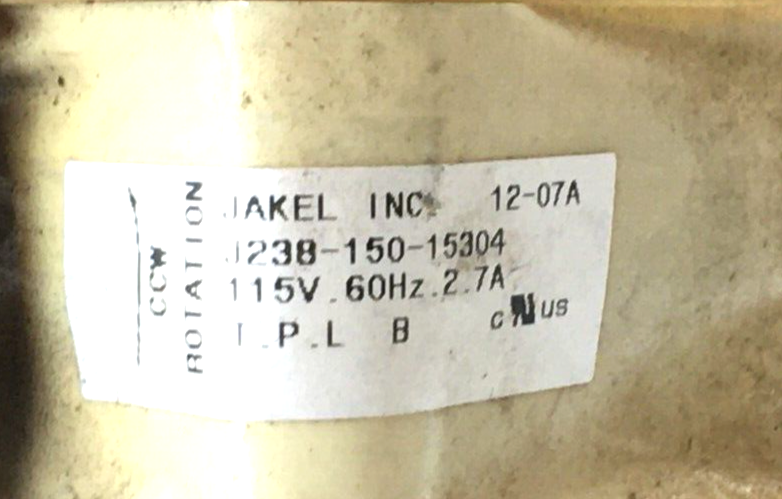 CCW
ROTATION
JAKEL INC. 12-07A
J238-150-15304
115V.60Hz.2.7A
.P.L B
c US